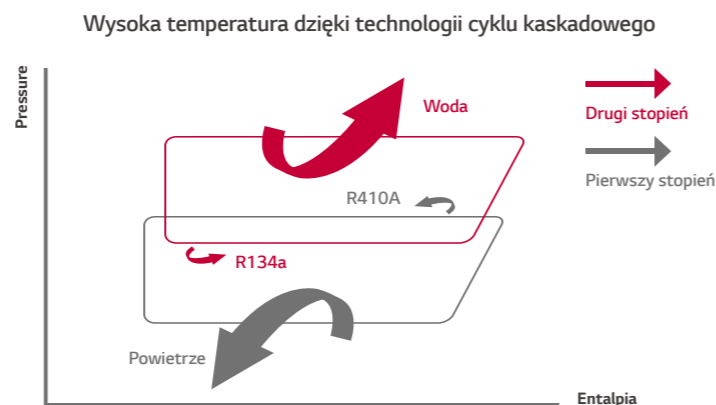 Wysoka temperatura dzięki technologii cyklu kaskadowego
Pressure
Woda
Drugi stopień
Pierwszy stopień
R410A
R134a
Powietrze
Entalpia